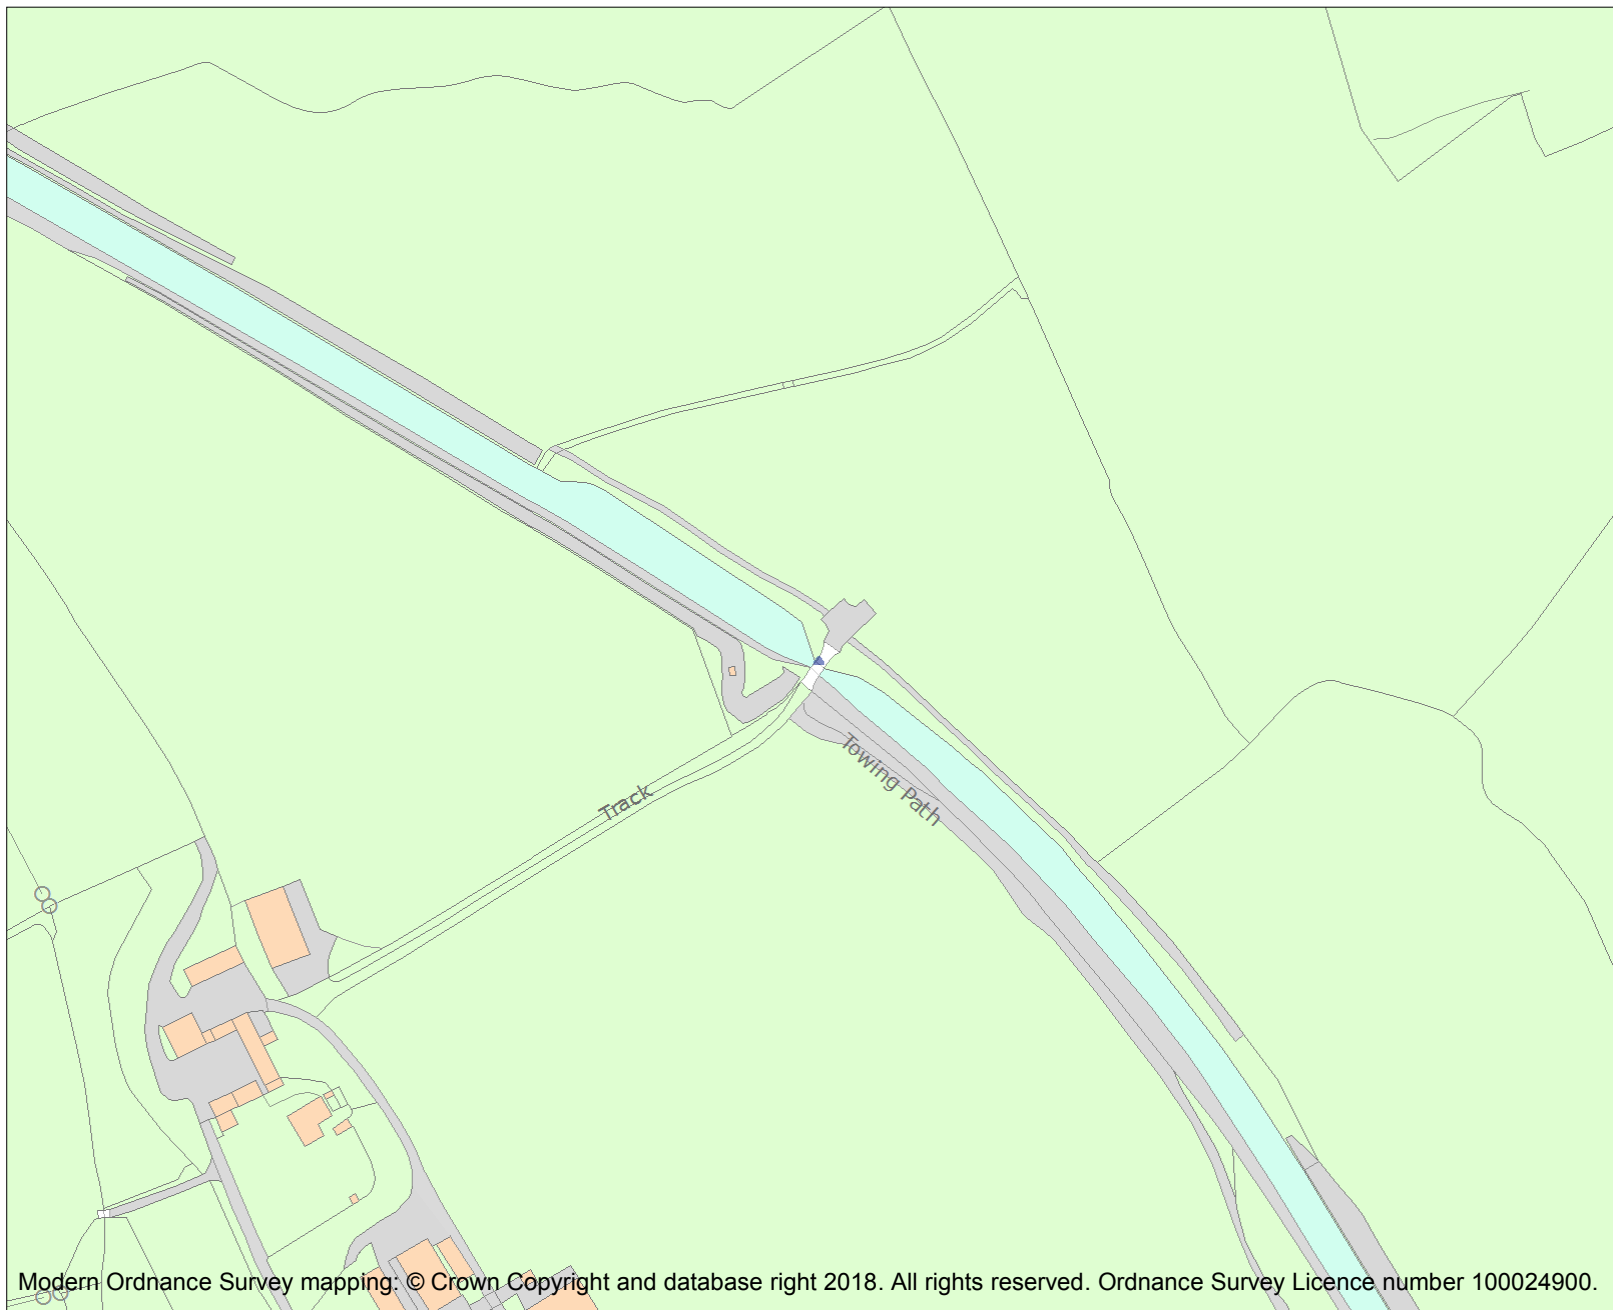 Towing Path
Track
Modern Ordnance Survey mapping: © Crown Copyright and database right 2018. All rights reserved. Ordnance Survey Licence number 100024900.